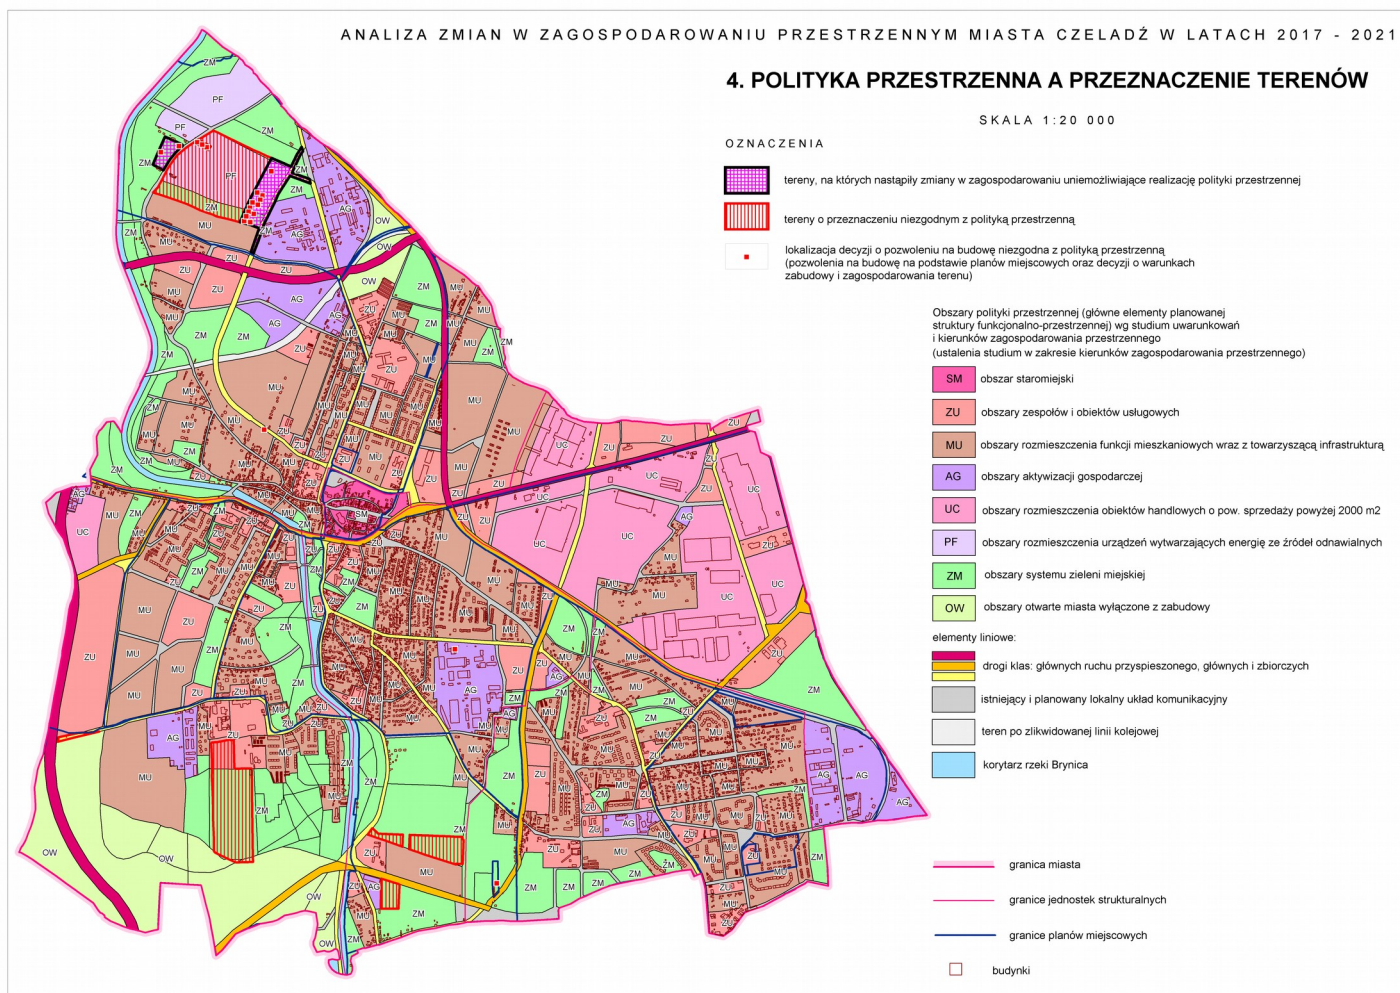 ANALIZA ZMIAN W ZAGOSPODAROWANIU PRZESTRZENNYM MIASTA CZELADŹ W LATACH 2017 - 2021
4. POLITYKA PRZESTRZENNA A PRZEZNACZENIE TERENÓW
SKALA 1:20 000
OZNACZENIA
tereny, na których nastąpiły zmiany w zagospodarowaniu uniemożliwiające realizację polityki przestrzennej
tereny o przeznaczeniu niezgodnym z polityką przestrzenną
lokalizacja decyzji o pozwoleniu na budowę niezgodna z polityką przestrzenną
(pozwolenia na budowę na podstawie planów miejscowych oraz decyzji o warunkach
zabudowy i zagospodarowania terenu)
Obszary polityki przestrzennej (główne elementy planowanej
struktury funkcjonalno-przestrzennej) wg studium uwarunkowań
i kierunków zagospodarowania przestrzennego
(ustalenia studium w zakresie kierunków zagospodarowania przestrzennego)
SM obszar staromiejski
ZU obszary zespołów i obiektów usługowych
MU obszary rozmieszczenia funkcji mieszkaniowych wraz z towarzyszącą infrastrukturą
AG obszary aktywizacji gospodarczej
UC obszary rozmieszczenia obiektów handlowych o pow. sprzedaży powyżej 2000 m2
PF obszary rozmieszczenia urządzeń wytwarzających energię ze źródeł odnawialnych
ZM obszary systemu zieleni miejskiej
OW obszary otwarte miasta wyłączone z zabudowy
elementy liniowe:
drogi klas: głównych ruchu przyspieszonego, głównych i zbiorczych
istniejący i planowany lokalny układ komunikacyjny
teren po zlikwidowanej linii kolejowej
korytarz rzeki Brynica
granica miasta
granice jednostek strukturalnych
granice planów miejscowych
budynki